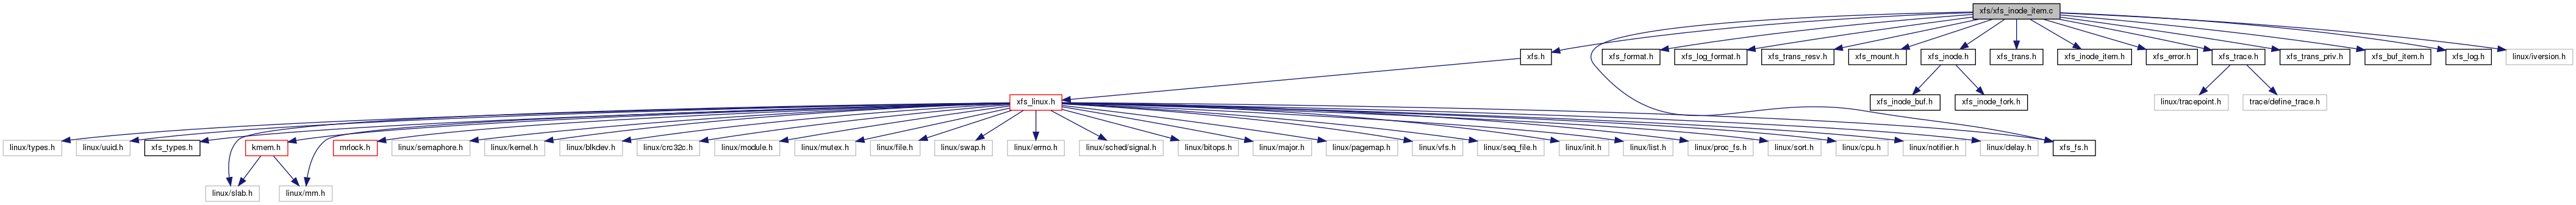 xfs/xfs_inode_item.c
xfs.h
xfs_format.h
xfs_log_format.h
xfs_trans_resv.h
xfs_mount.h
xfs_inode.h
xfs_trans.h
xfs_inode_item.h
xfs_error.h
xfs_trace.h
xfs_trans_priv.h
xfs_buf_item.h
xfs_log.h
linux/iversion.h
xfs_linux.h
xfs_inode_buf.h
xfs_inode_fork.h
linux/tracepoint.h
trace/define_trace.h
linux/types.h
linux/uuid.h
xfs_types.h
kmem.h
mrlock.h
linux/semaphore.h
linux/kernel.h
linux/blkdev.h
linux/crc32c.h
linux/module.h
linux/mutex.h
linux/file.h
linux/swap.h
linux/errno.h
linux/sched/signal.h
linux/bitops.h
linux/major.h
linux/pagemap.h
linux/vfs.h
linux/seq_file.h
linux/init.h
linux/list.h
linux/proc_fs.h
linux/sort.h
linux/cpu.h
linux/notifier.h
linux/delay.h
xfs_fs.h
linux/slab.h
linux/mm.h